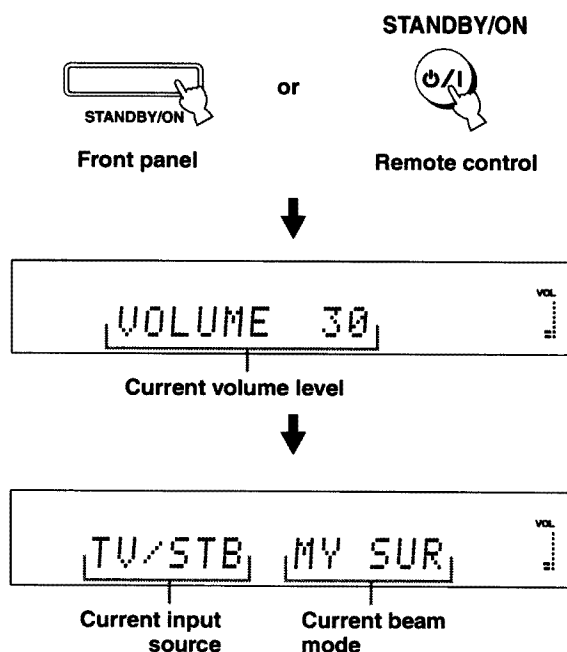 STANDBY/ON
STANDBY/ON
or
⏻/I
Front panel
Remote control
VOL
VOLUME 30
Current volume level
VOL
TV/STB MY SUR
Current input source
Current beam mode